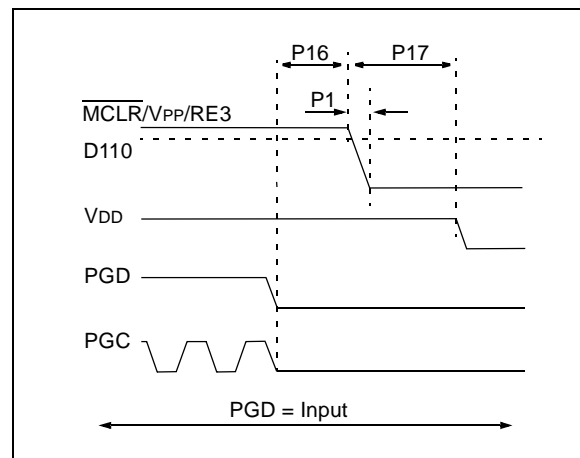 P16
P17
P1
MCLR/VPP/RE3
D110
VDD
PGD
PGC
PGD = Input